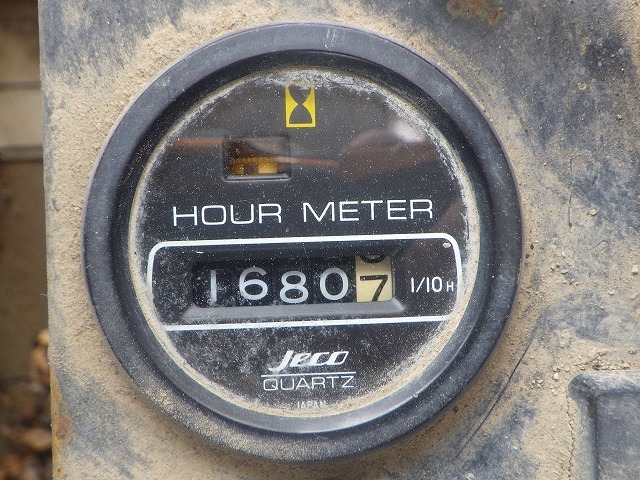 HOUR METER
16807 1/10H
Jeco
QUARTZ
JAPAN